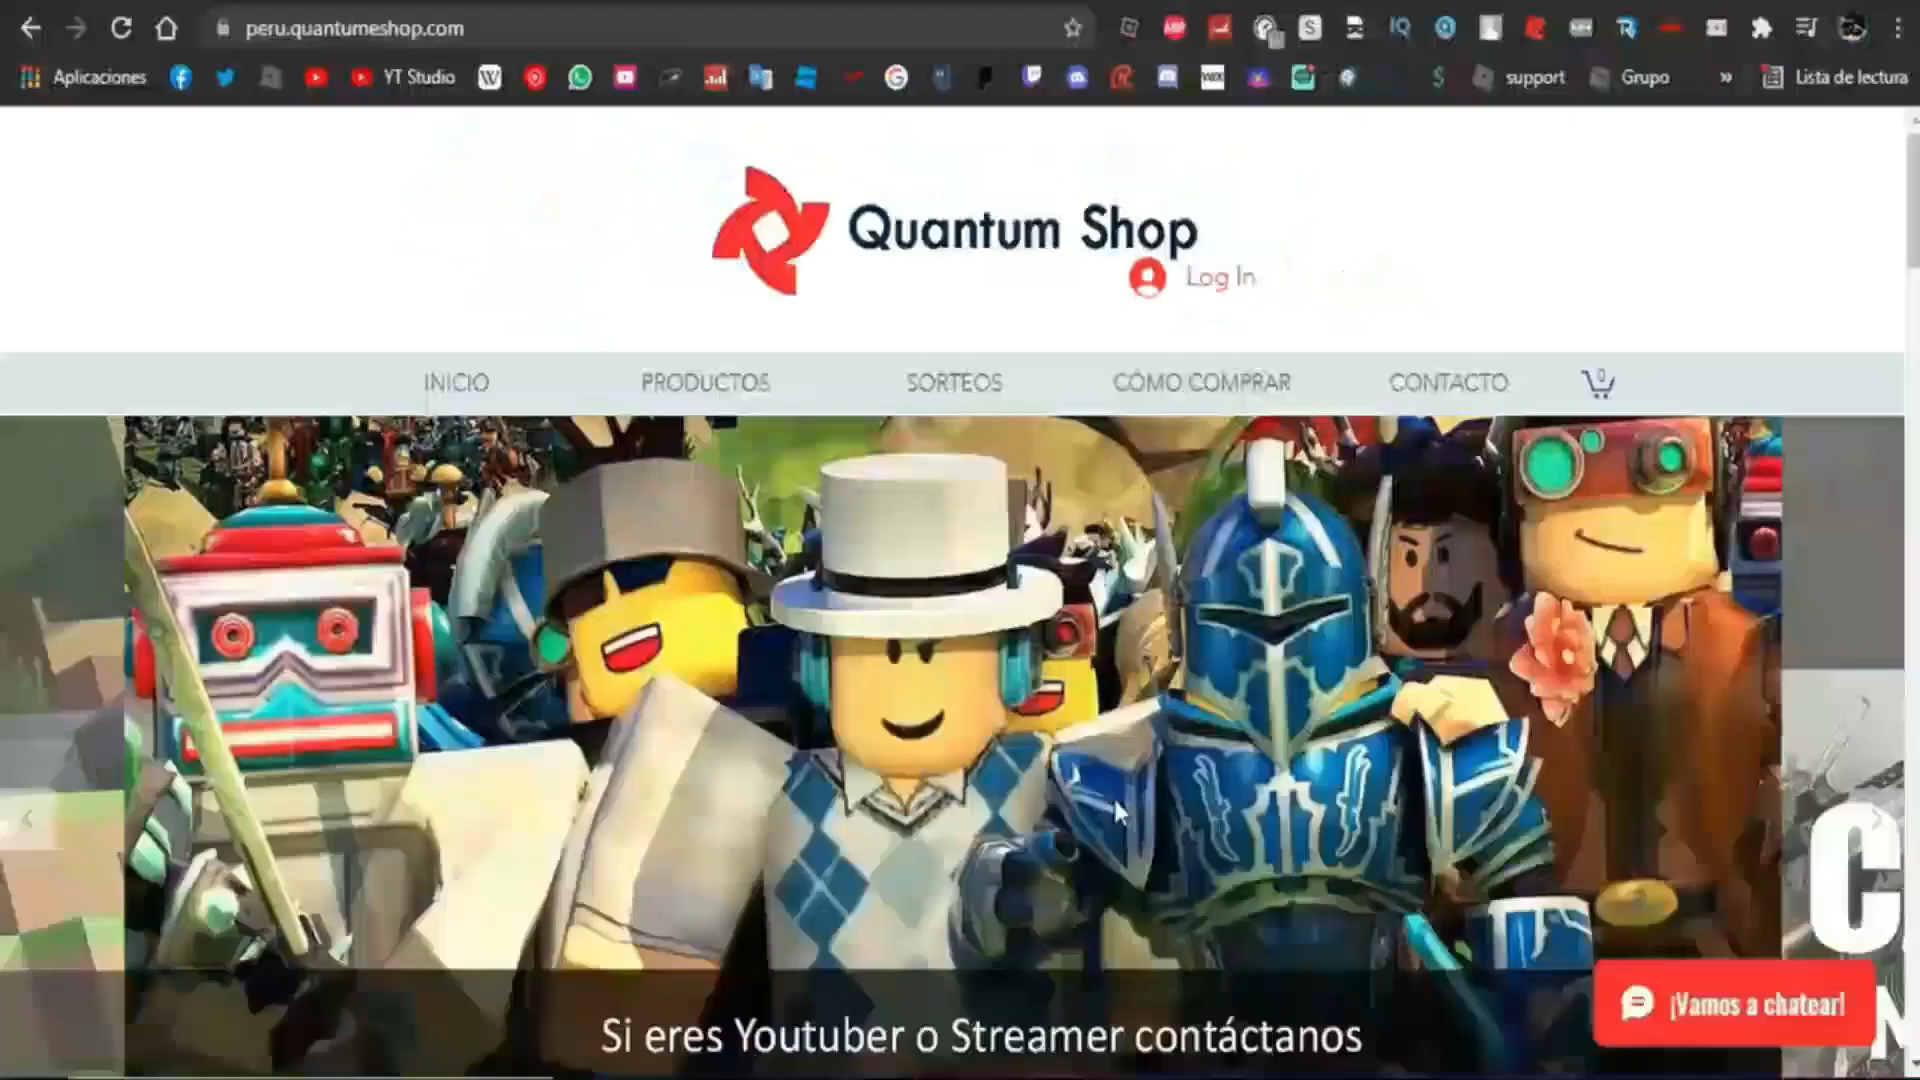 peru.quantumeshop.com
Aplicaciones
YT Studio
support
Grupo
»
Lista de lectura
Quantum Shop
Log In
INICIO
PRODUCTOS
SORTEOS
CÓMO COMPRAR
CONTACTO
0
C
N
¡Vamos a chatear!
Si eres Youtuber o Streamer contáctanos